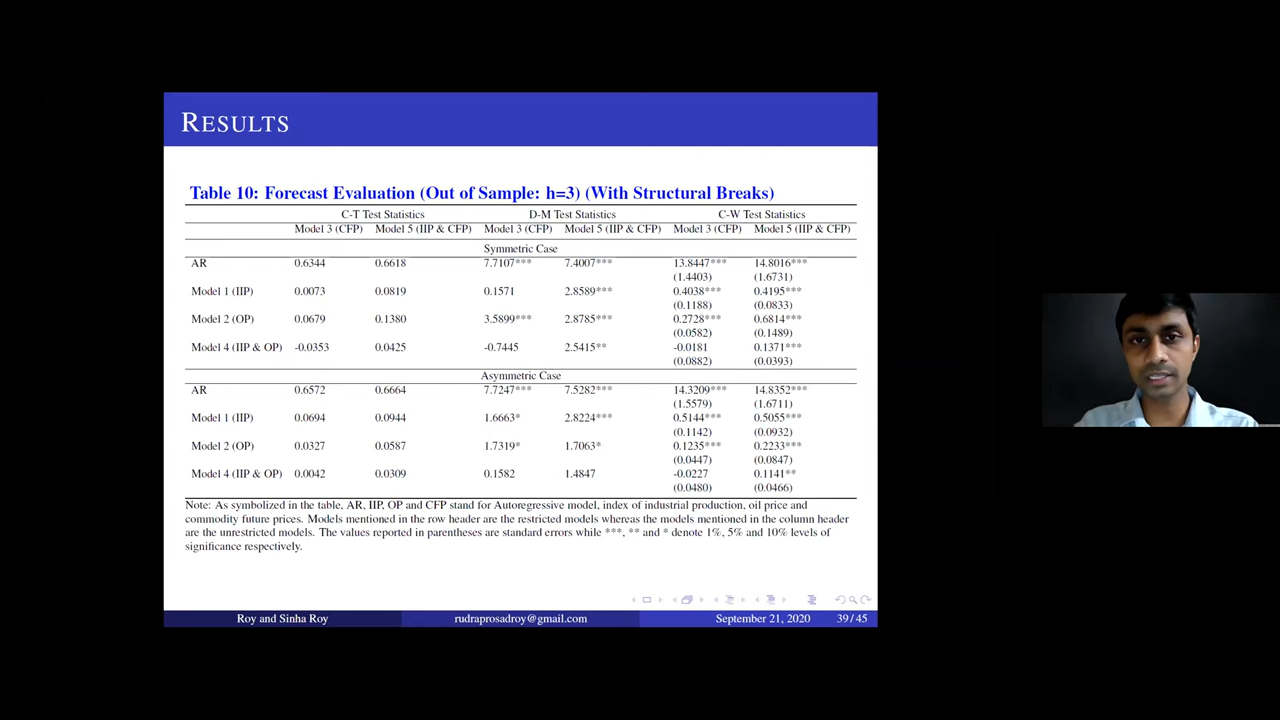 RESULTS
Table 10: Forecast Evaluation (Out of Sample: h=3) (With Structural Breaks)
C-T Test Statistics D-M Test Statistics C-W Test Statistics
Model 3 (CFP) Model 5 (IIP & CFP) Model 3 (CFP) Model 5 (IIP & CFP) Model 3 (CFP) Model 5 (IIP & CFP)
Symmetric Case
AR 0.6344 0.6618 7.7107*** 7.4007*** 13.8447*** 14.8016***
(1.4403) (1.6731)
Model 1 (IIP) 0.0073 0.0819 0.1571 2.8589*** 0.4038*** 0.4195***
(0.1188) (0.0833)
Model 2 (OP) 0.0679 0.1380 3.5899*** 2.8785*** 0.2728*** 0.6814***
(0.0582) (0.1489)
Model 4 (IIP & OP) -0.0353 0.0425 -0.7445 2.5415** -0.0181 0.1371***
(0.0882) (0.0393)
Asymmetric Case
AR 0.6572 0.6664 7.7247*** 7.5282*** 14.3209*** 14.8352***
(1.5579) (1.6711)
Model 1 (IIP) 0.0694 0.0944 1.6663* 2.8224*** 0.5144*** 0.5055***
(0.1142) (0.0932)
Model 2 (OP) 0.0327 0.0587 1.7319* 1.7063* 0.1235*** 0.2233***
(0.0447) (0.0847)
Model 4 (IIP & OP) 0.0042 0.0309 0.1582 1.4847 -0.0227 0.1141**
(0.0480) (0.0466)
Note: As symbolized in the table, AR, IIP, OP and CFP stand for Autoregressive model, index of industrial production, oil price and
commodity future prices. Models mentioned in the row header are the restricted models whereas the models mentioned in the column header
are the unrestricted models. The values reported in parentheses are standard errors while ***, ** and * denote 1%, 5% and 10% levels of
significance respectively.
Roy and Sinha Roy rudraprosadroy@gmail.com September 21, 2020 39 / 45